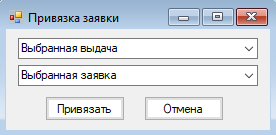 Привязка заявки
Выбранная выдача
Выбранная заявка
Привязать Отмена